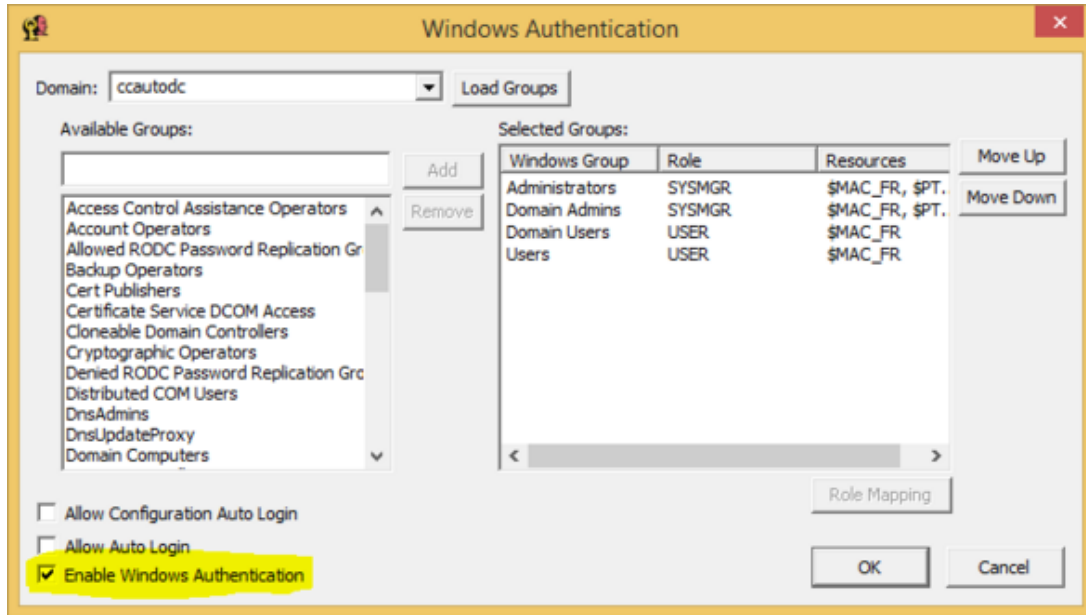 Windows Authentication
Domain: ccautodc Load Groups
Available Groups:
Add
Remove
Access Control Assistance Operators
Account Operators
Allowed RODC Password Replication Gr
Backup Operators
Cert Publishers
Certificate Service DCOM Access
Cloneable Domain Controllers
Cryptographic Operators
Denied RODC Password Replication Gro
Distributed COM Users
DnsAdmins
DnsUpdateProxy
Domain Computers
Selected Groups:
Windows Group Role Resources
Administrators SYSMGR $MAC_FR, $PT..
Domain Admins SYSMGR $MAC_FR, $PT..
Domain Users USER $MAC_FR
Users USER $MAC_FR
Move Up
Move Down
Role Mapping
Allow Configuration Auto Login
Allow Auto Login
Enable Windows Authentication
OK Cancel